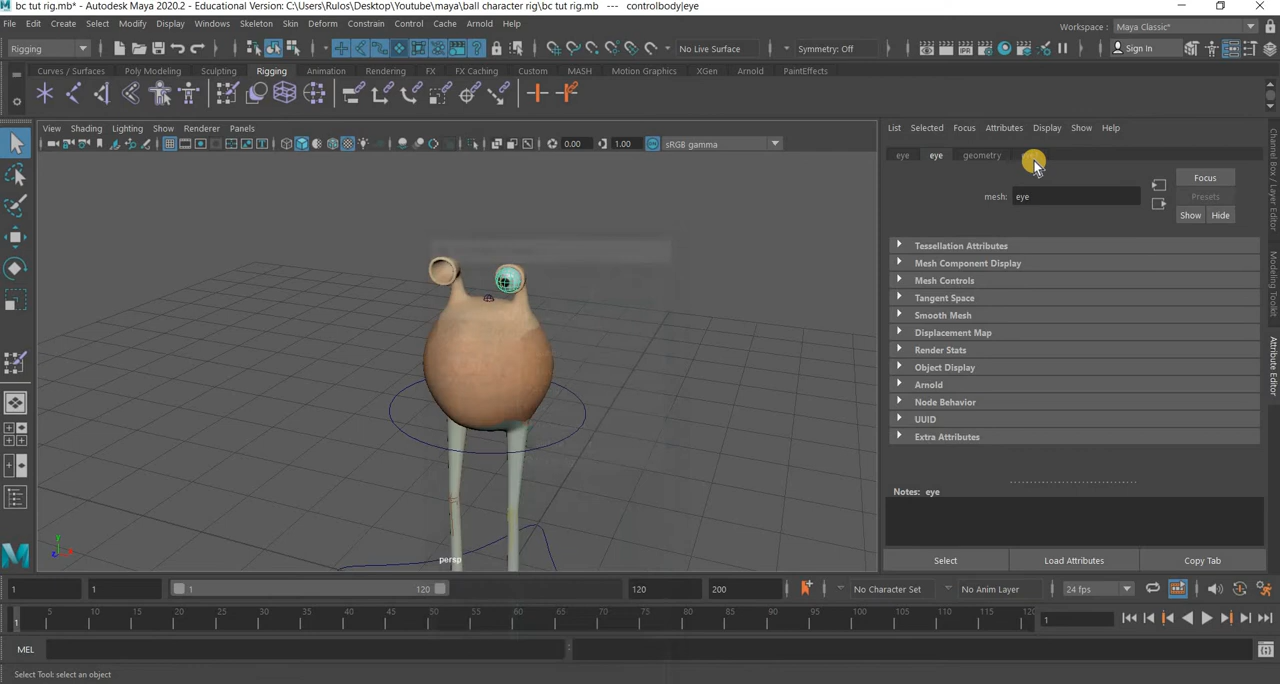 bc tut rig.mb* - Autodesk Maya 2020.2 - Educational Version: C:\Users\Rulos\Desktop\Youtube\maya\ball character rig\bc tut rig.mb --- controlbody|eye
File Edit Create Select Modify Display Windows Skeleton Skin Deform Constrain Control Cache Arnold Help
Workspace : Maya Classic*
Rigging No Live Surface Symmetry: Off Sign In
Curves / Surfaces Poly Modeling Sculpting Rigging Animation Rendering FX FX Caching Custom MASH Motion Graphics XGen Arnold PaintEffects
View Shading Lighting Show Renderer Panels
0.00 1.00 sRGB gamma
List Selected Focus Attributes Display Show Help
eye eye geometry
Focus
mesh: eye
Presets
Show Hide
Tessellation Attributes
Mesh Component Display
Mesh Controls
Tangent Space
Smooth Mesh
Displacement Map
Render Stats
Object Display
Arnold
Node Behavior
UUID
Extra Attributes
Notes: eye
Select Load Attributes Copy Tab
Channel Box / Layer Editor
Modeling Toolkit
Attribute Editor
y
persp
1 1 1 120 120 200 No Character Set No Anim Layer 24 fps
5 10 15 20 25 30 35 40 45 50 55 60 65 70 75 80 85 90 95 100 105 110 115 120
1 1
MEL
Select Tool: select an object